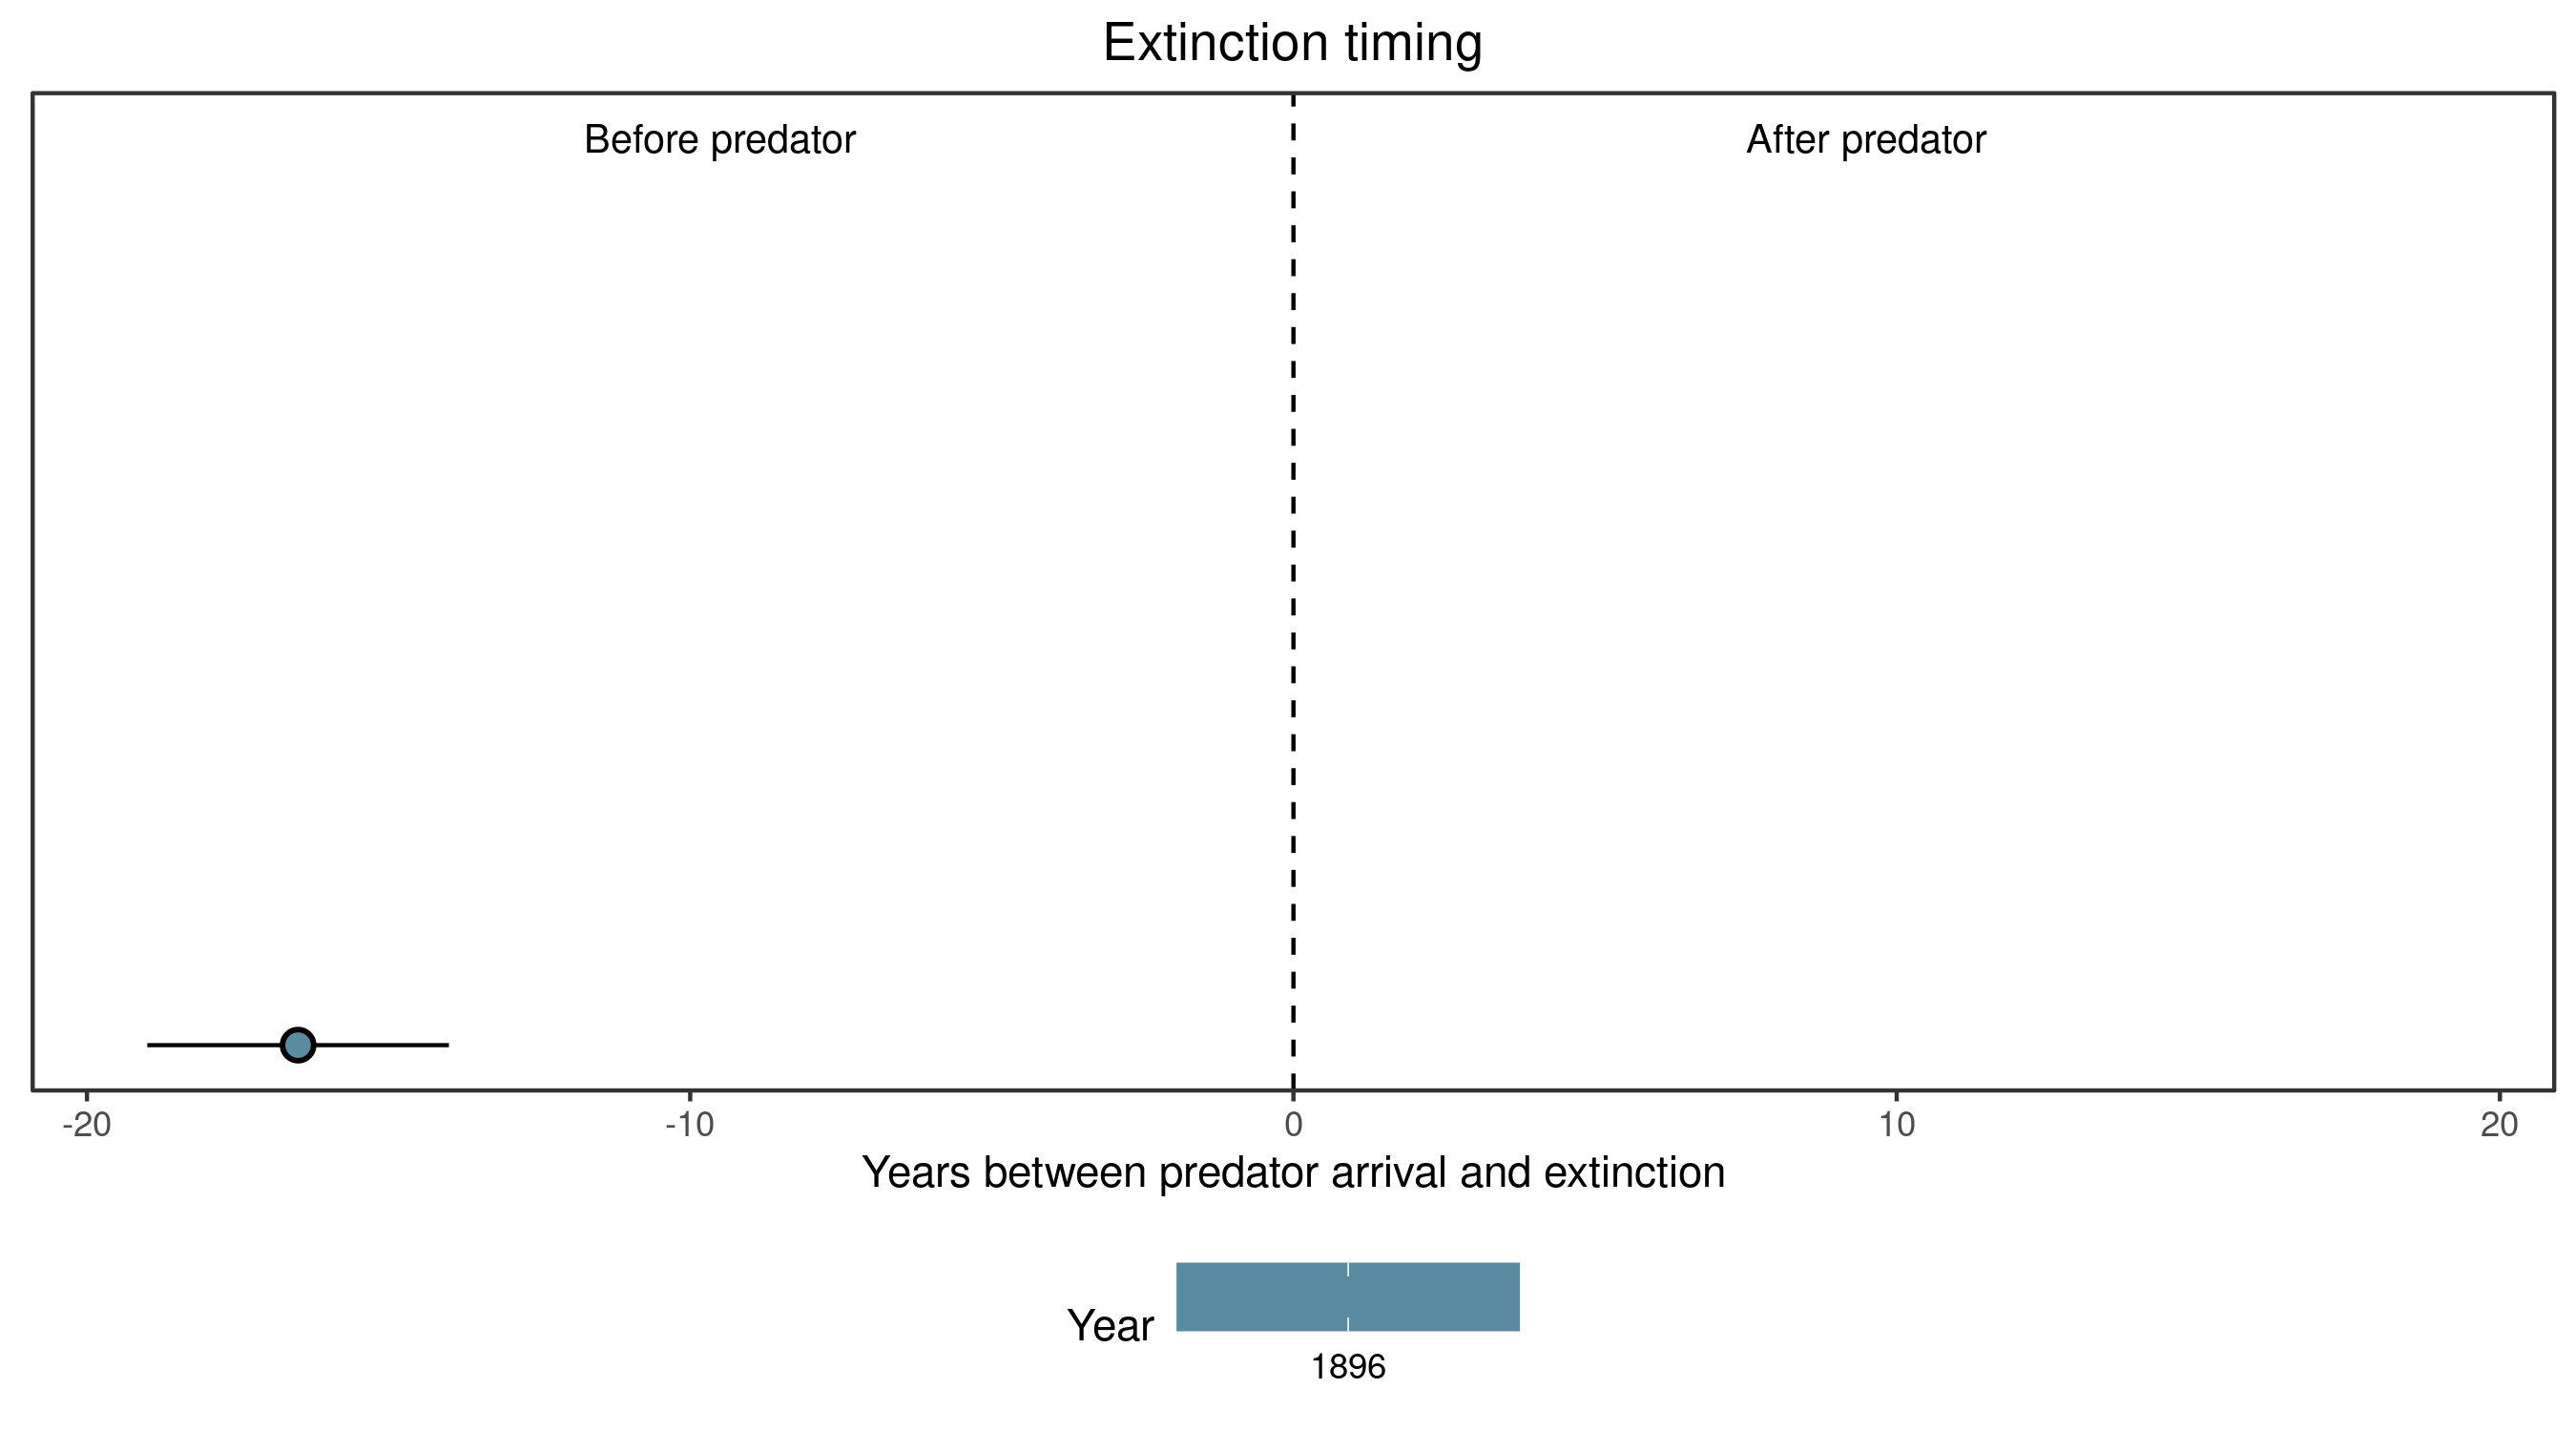 Extinction timing
Before predator
After predator
-20
-10
0
10
20
Years between predator arrival and extinction
Year
1896